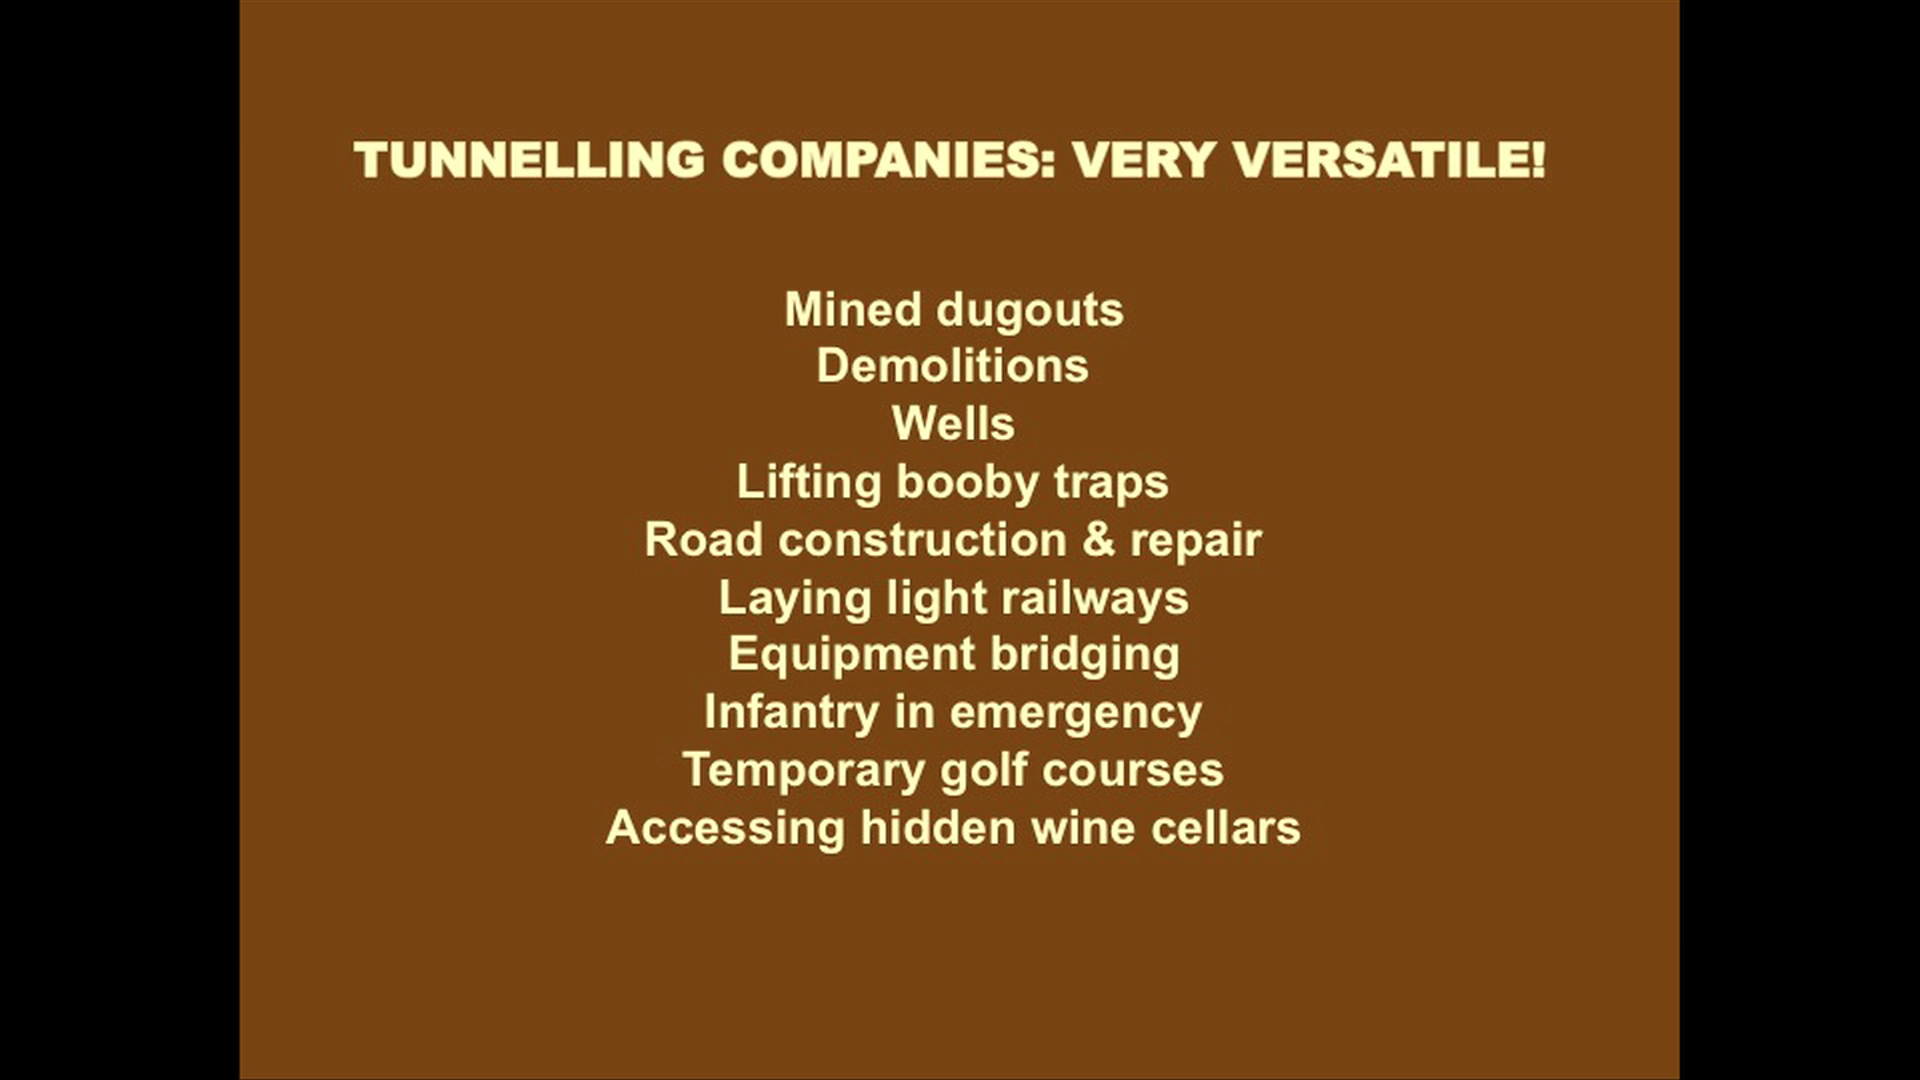 TUNNELLING COMPANIES: VERY VERSATILE!
Mined dugouts
Demolitions
Wells
Lifting booby traps
Road construction & repair
Laying light railways
Equipment bridging
Infantry in emergency
Temporary golf courses
Accessing hidden wine cellars